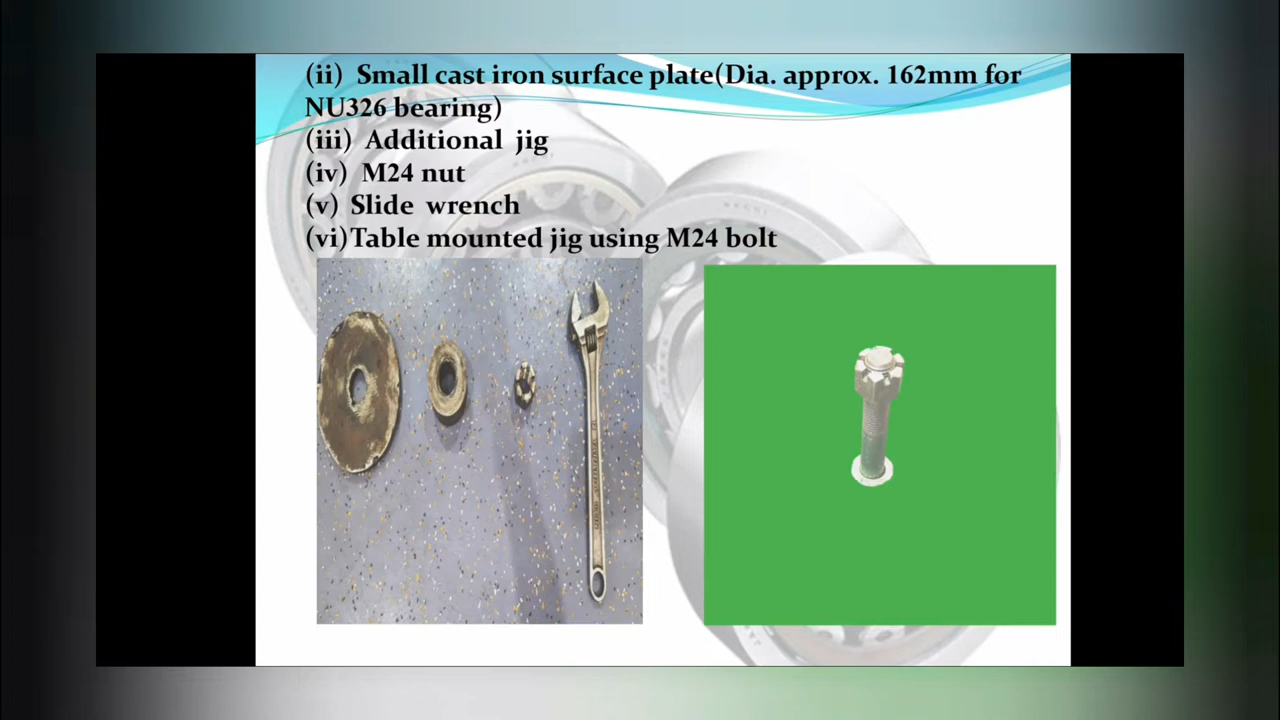 (ii) Small cast iron surface plate(Dia. approx. 162mm for
NU326 bearing)
(iii) Additional jig
(iv) M24 nut
(v) Slide wrench
(vi)Table mounted jig using M24 bolt